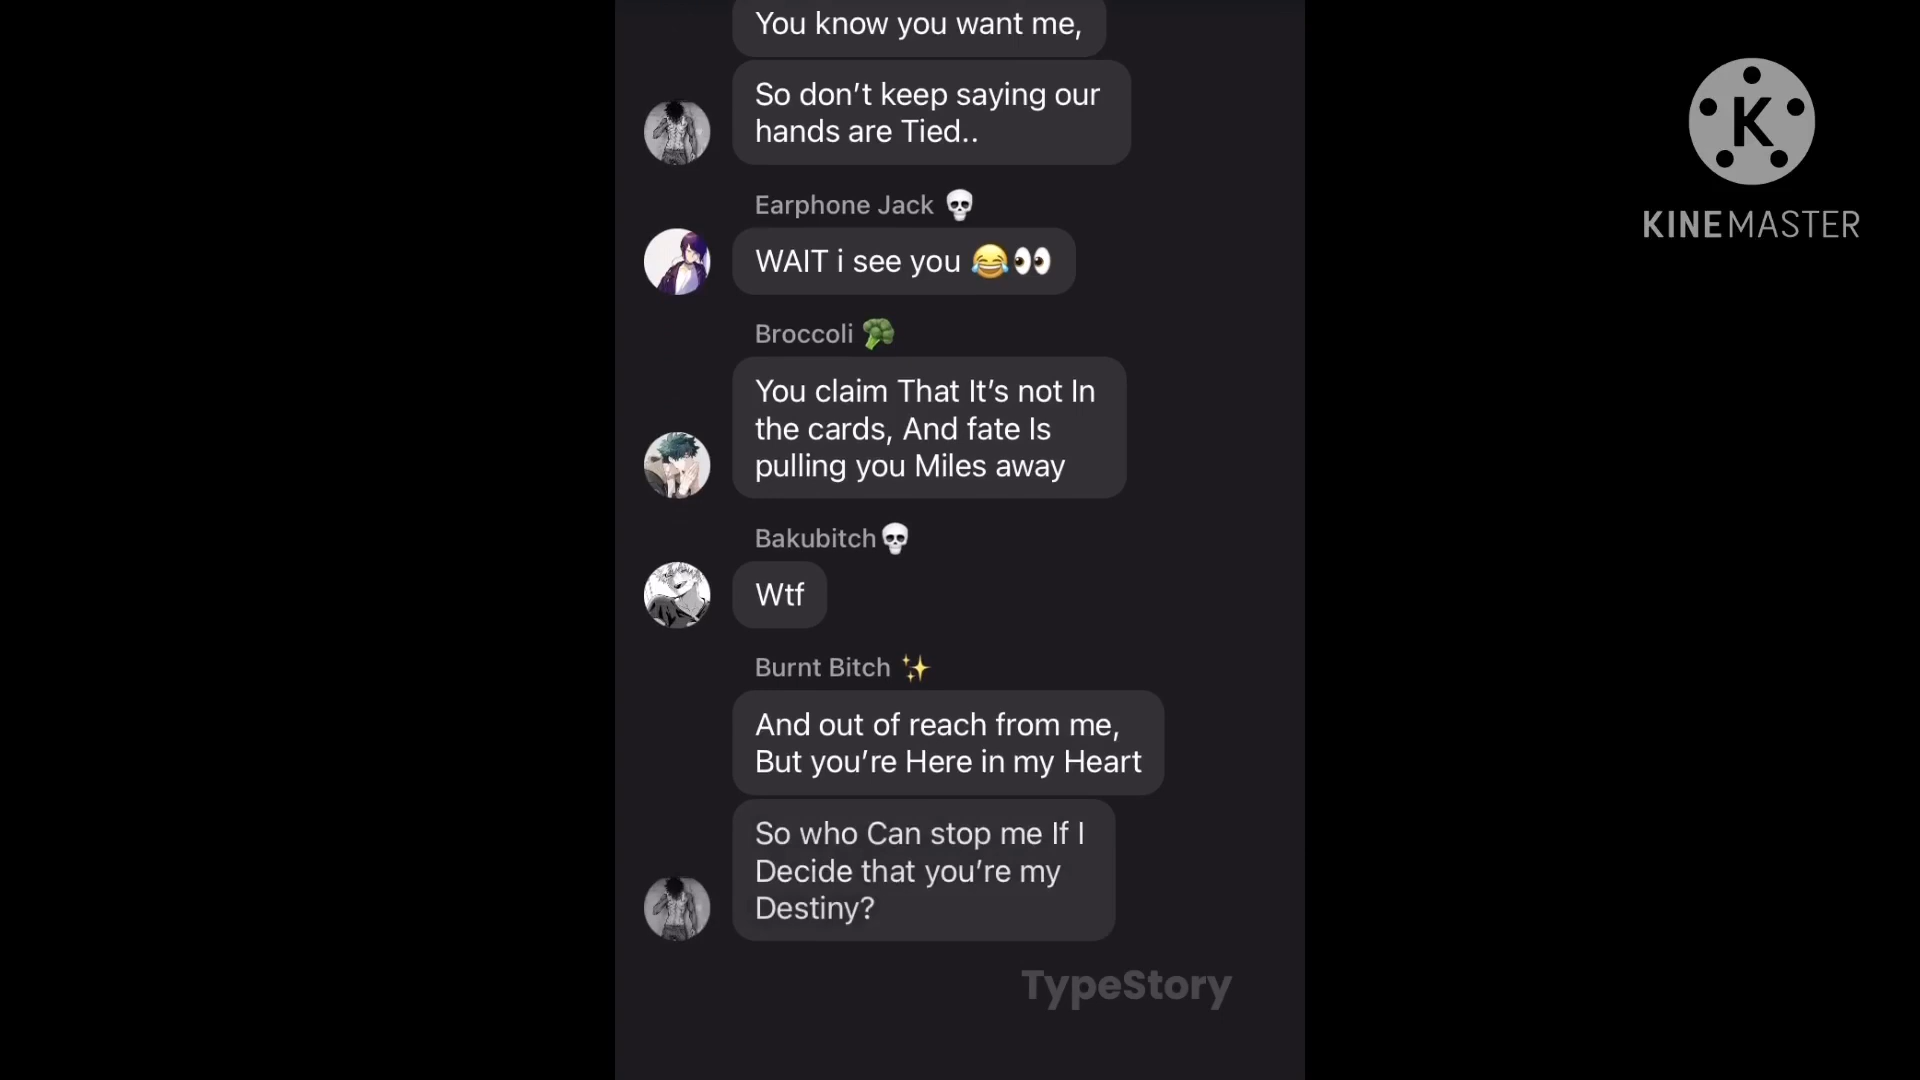 You know you want me,
So don’t keep saying our
hands are Tied..
Earphone Jack 💀
WAIT i see you 😂👀
Broccoli 🥦
You claim That It’s not In
the cards, And fate Is
pulling you Miles away
Bakubitch💀
Wtf
Burnt Bitch ✨
And out of reach from me,
But you’re Here in my Heart
So who Can stop me If I
Decide that you’re my
Destiny?
TypeStory
K
KINEMASTER